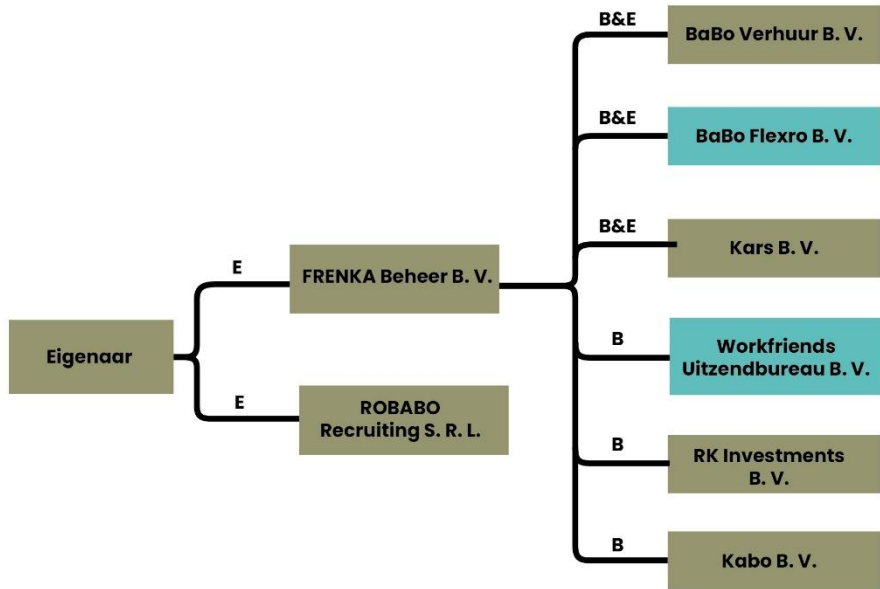 B&E
BaBo Verhuur B. V.
B&E
BaBo Flexro B. V.
B&E
Kars B. V.
E
FRENKA Beheer B. V.
Eigenaar
B
Workfriends
Uitzendbureau B. V.
E
ROBABO
Recruiting S. R. L.
B
RK Investments
B. V.
B
Kabo B. V.